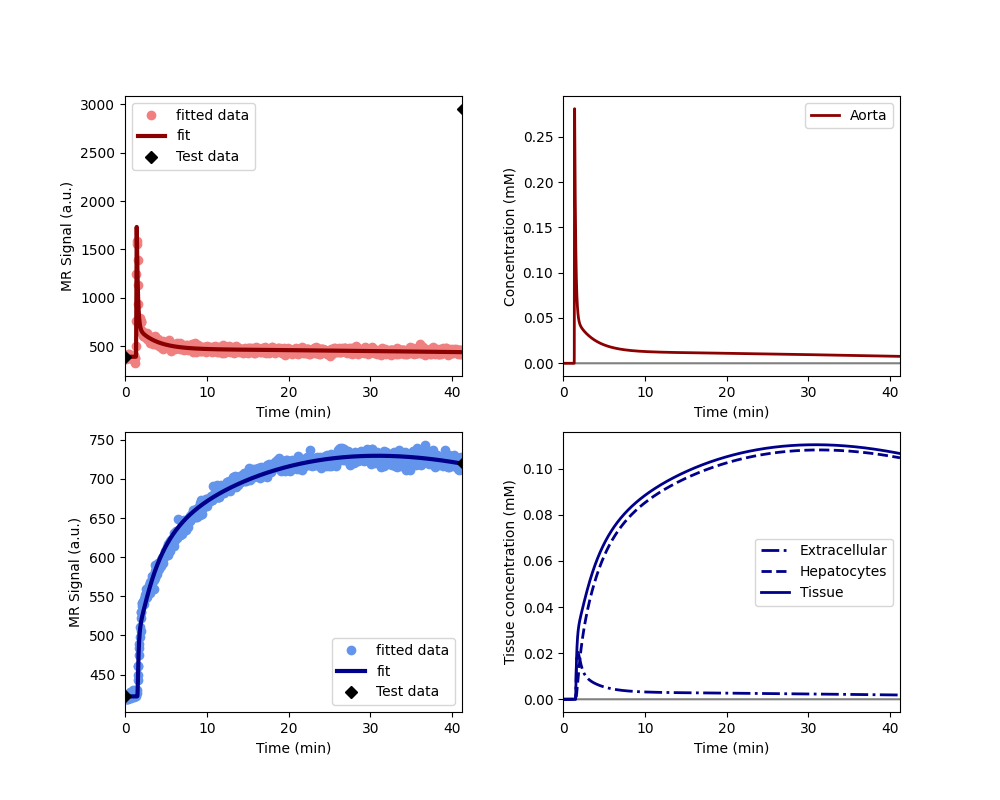 3000
2500
2000
1500
1000
500
MR Signal (a.u.)
fitted data
fit
Test data
0
10
20
30
40
Time (min)
0.25
0.20
0.15
0.10
0.05
0.00
Concentration (mM)
Aorta
0
10
20
30
40
Time (min)
750
700
650
600
550
500
450
MR Signal (a.u.)
fitted data
fit
Test data
0
10
20
30
40
Time (min)
0.10
0.08
0.06
0.04
0.02
0.00
Tissue concentration (mM)
Extracellular
Hepatocytes
Tissue
0
10
20
30
40
Time (min)